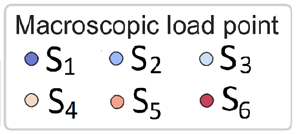 Macroscopic load point
S1 S2 S3
S4 S5 S6